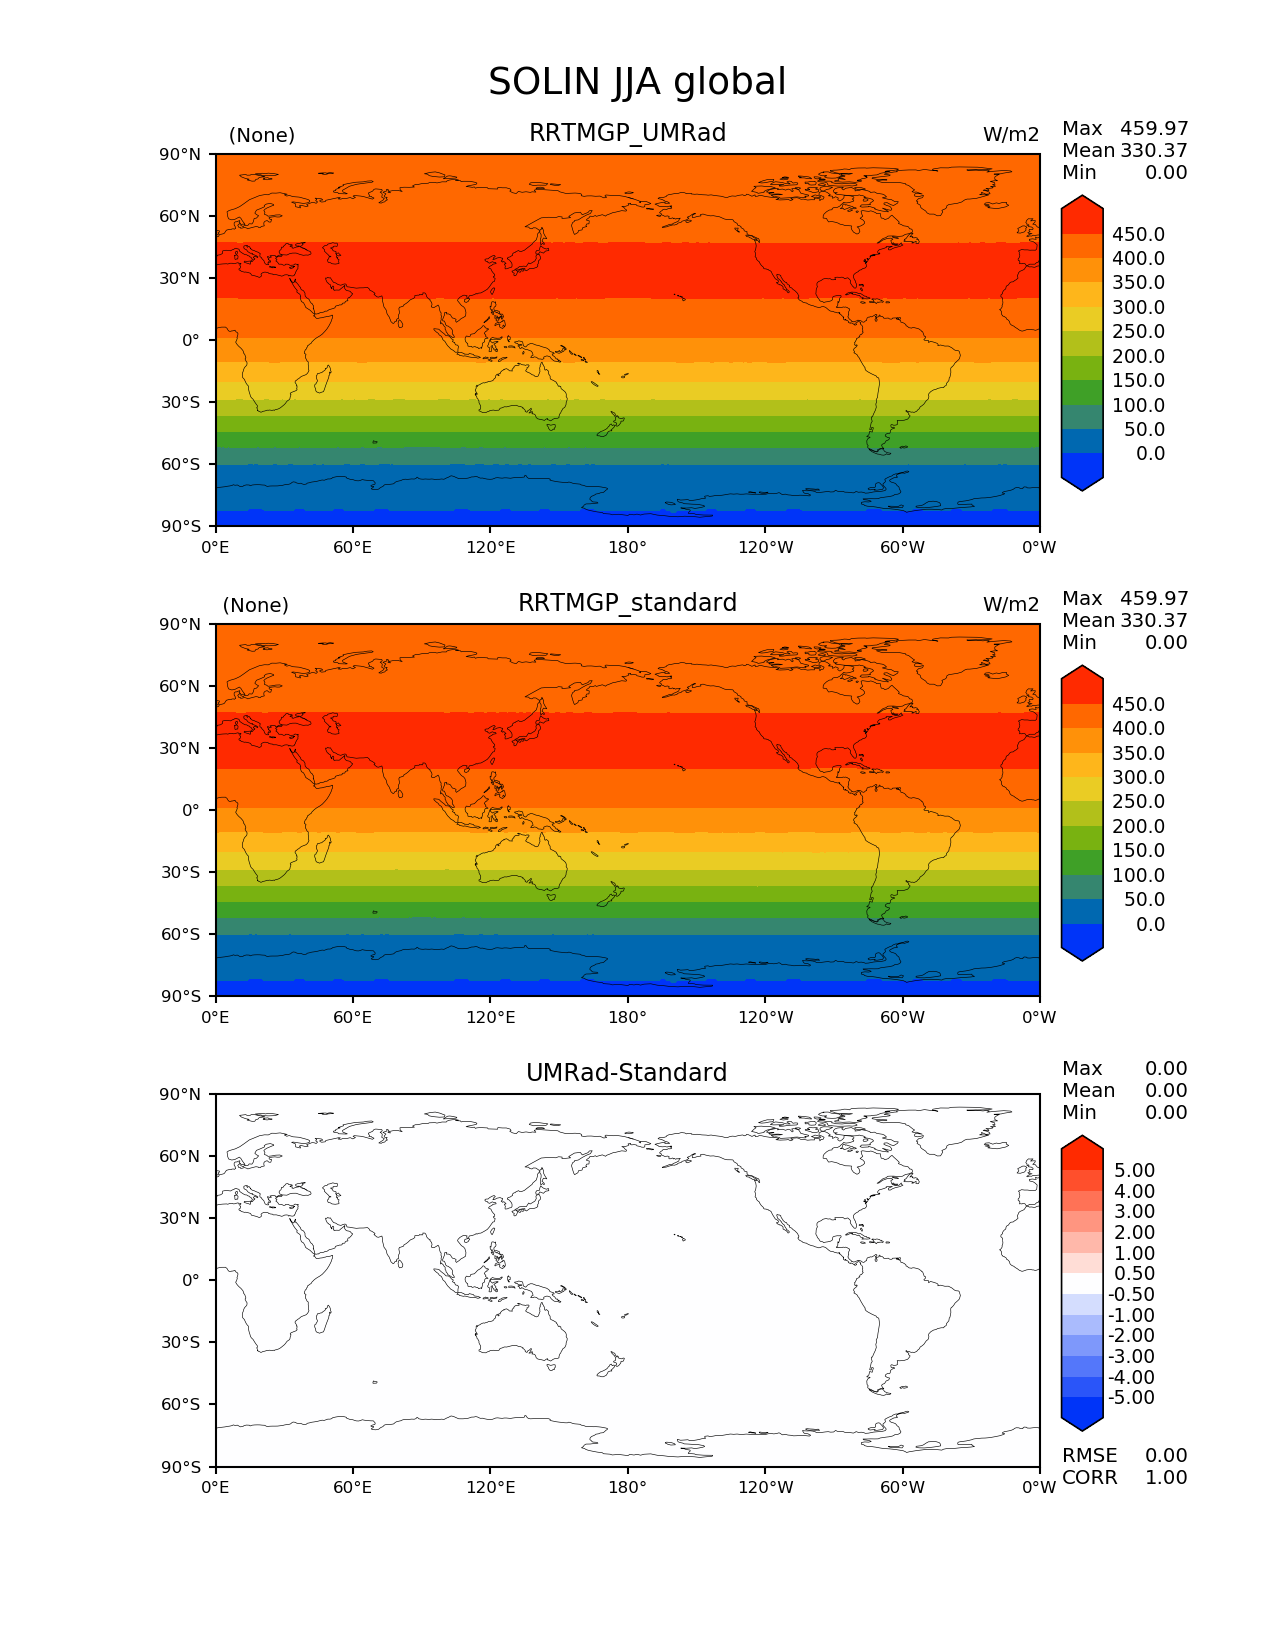 SOLIN JJA global
(None) RRTMGP_UMRad W/m2
Max 459.97
Mean 330.37
Min 0.00
90°N
60°N
30°N
0°
30°S
60°S
90°S
0°E 60°E 120°E 180° 120°W 60°W 0°W
450.0
400.0
350.0
300.0
250.0
200.0
150.0
100.0
50.0
0.0
(None) RRTMGP_standard W/m2
Max 459.97
Mean 330.37
Min 0.00
90°N
60°N
30°N
0°
30°S
60°S
90°S
0°E 60°E 120°E 180° 120°W 60°W 0°W
450.0
400.0
350.0
300.0
250.0
200.0
150.0
100.0
50.0
0.0
UMRad-Standard
Max 0.00
Mean 0.00
Min 0.00
90°N
60°N
30°N
0°
30°S
60°S
90°S
0°E 60°E 120°E 180° 120°W 60°W 0°W
5.00
4.00
3.00
2.00
1.00
0.50
-0.50
-1.00
-2.00
-3.00
-4.00
-5.00
RMSE 0.00
CORR 1.00